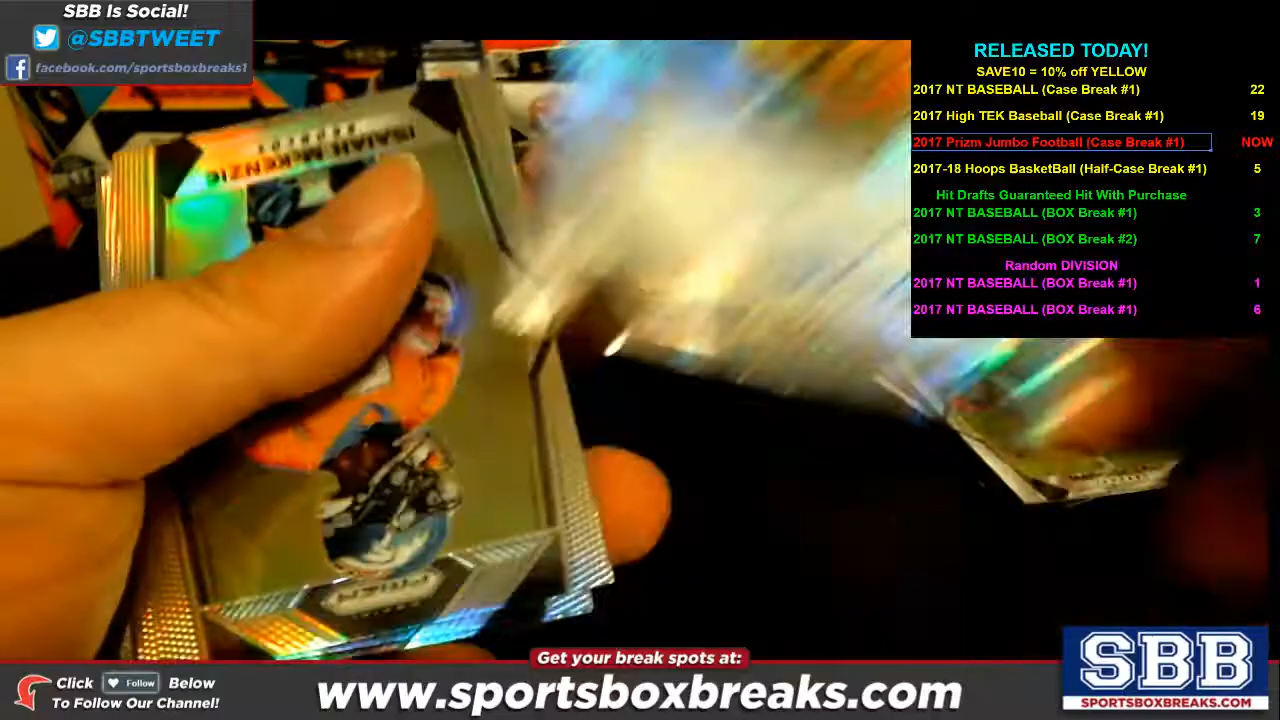 SBB Is Social!
@SBBTWEET
facebook.com/sportsboxbreaks1
RELEASED TODAY!
SAVE10 = 10% off YELLOW
2017 NT BASEBALL (Case Break #1) 22
2017 High TEK Baseball (Case Break #1) 19
2017 Prizm Jumbo Football (Case Break #1) NOW
2017-18 Hoops BasketBall (Half-Case Break #1) 5
Hit Drafts Guaranteed Hit With Purchase
2017 NT BASEBALL (BOX Break #1) 3
2017 NT BASEBALL (BOX Break #2) 7
Random DIVISION
2017 NT BASEBALL (BOX Break #1) 1
2017 NT BASEBALL (BOX Break #1) 6
ISAIAH McKENZIE
PRIZM
Get your break spots at:
Click Follow Below
To Follow Our Channel!
www.sportsboxbreaks.com
SBB
SPORTSBOXBREAKS.COM